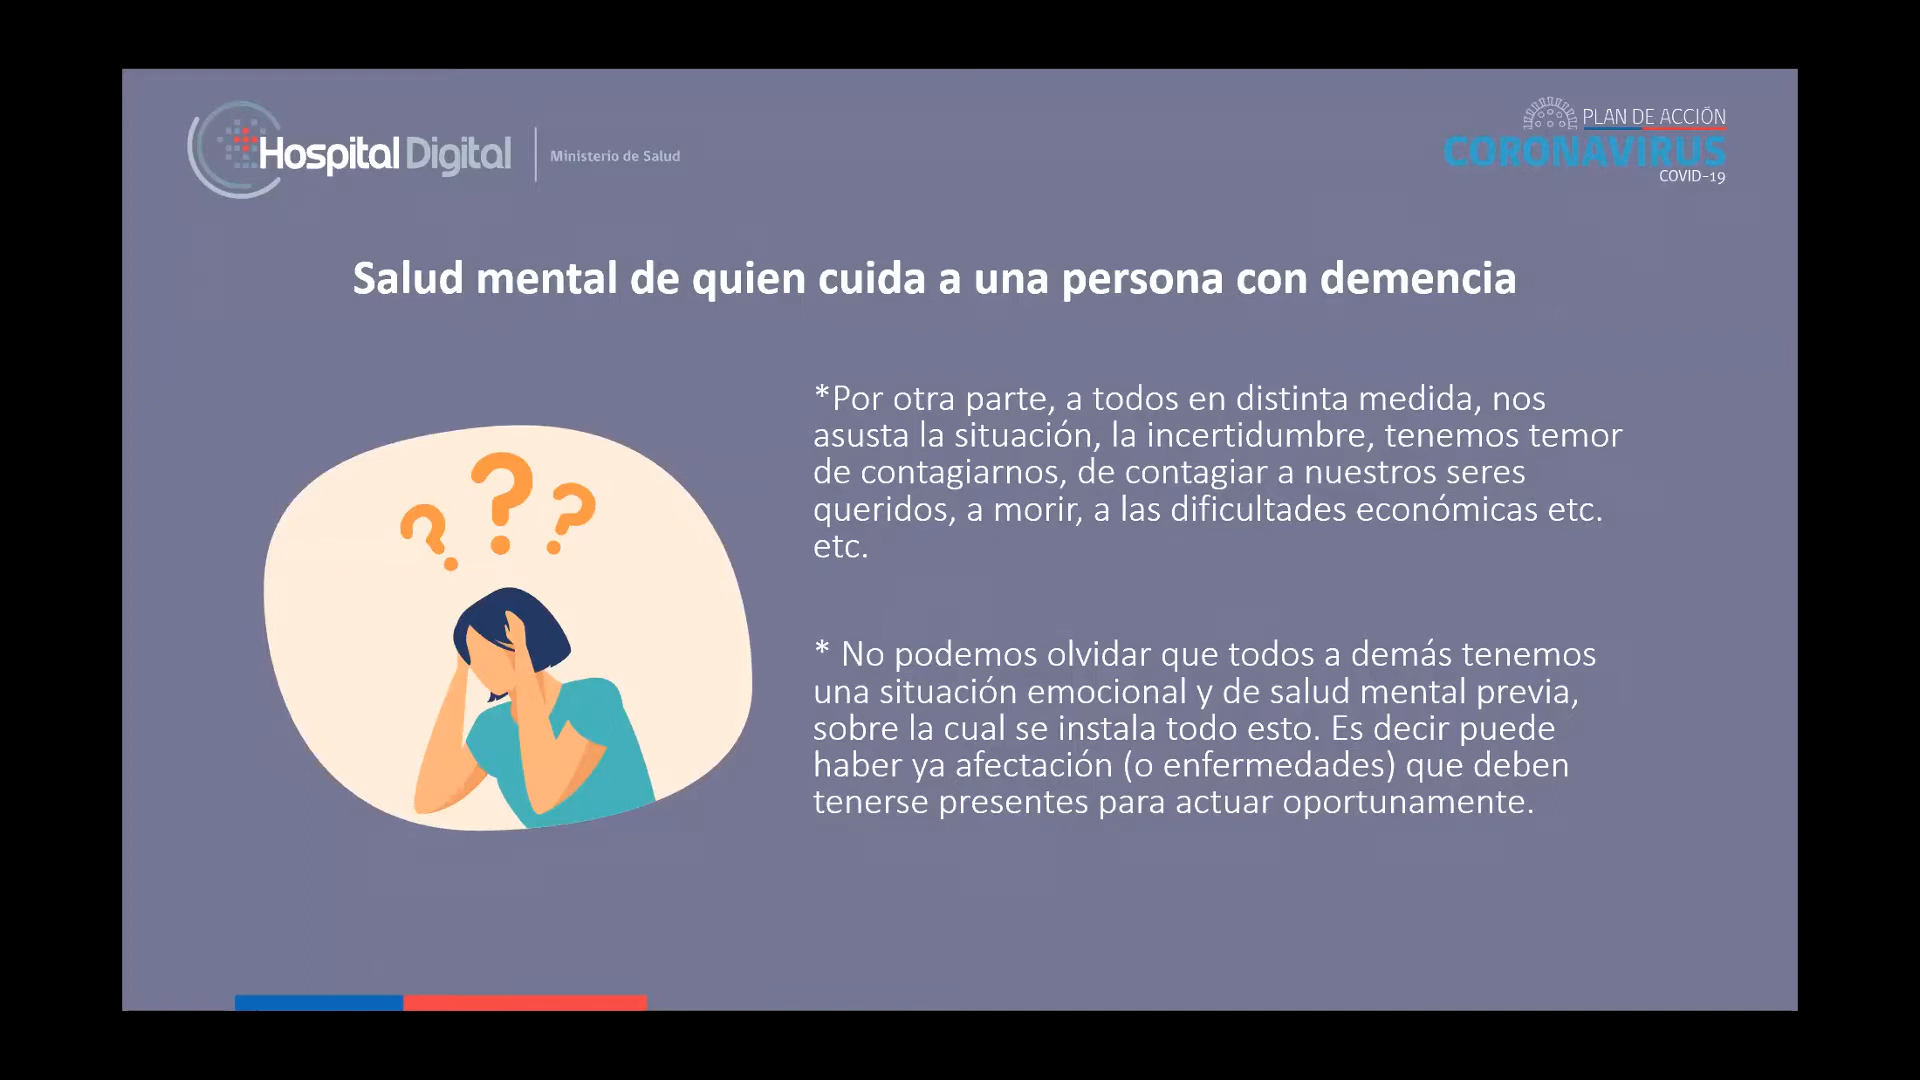 Hospital Digital
Ministerio de Salud
PLAN DE ACCIÓN
CORONAVIRUS
COVID-19
Salud mental de quien cuida a una persona con demencia
? ? ?
*Por otra parte, a todos en distinta medida, nos
asusta la situación, la incertidumbre, tenemos temor
de contagiarnos, de contagiar a nuestros seres
queridos, a morir, a las dificultades económicas etc.
etc.
* No podemos olvidar que todos a demás tenemos
una situación emocional y de salud mental previa,
sobre la cual se instala todo esto. Es decir puede
haber ya afectación (o enfermedades) que deben
tenerse presentes para actuar oportunamente.